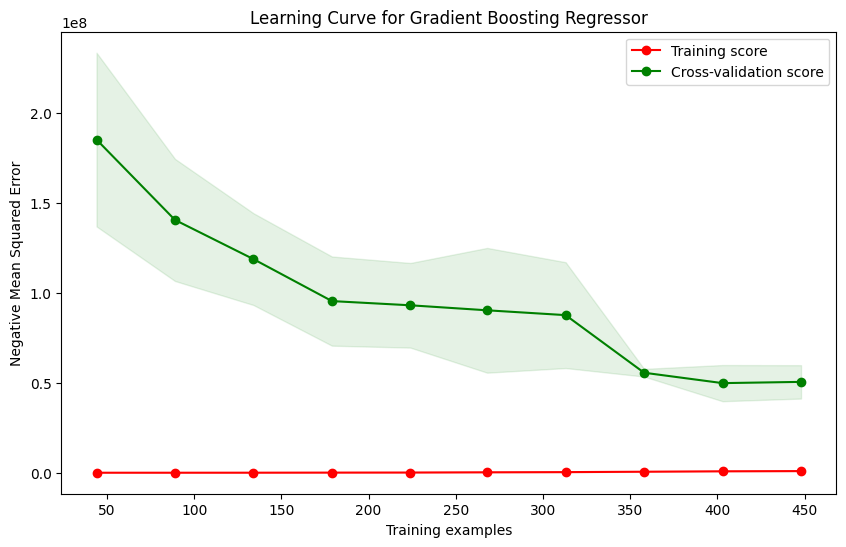 Learning Curve for Gradient Boosting Regressor
1e8
Training score
Cross-validation score
2.0
1.5
1.0
0.5
0.0
Negative Mean Squared Error
50 100 150 200 250 300 350 400 450
Training examples